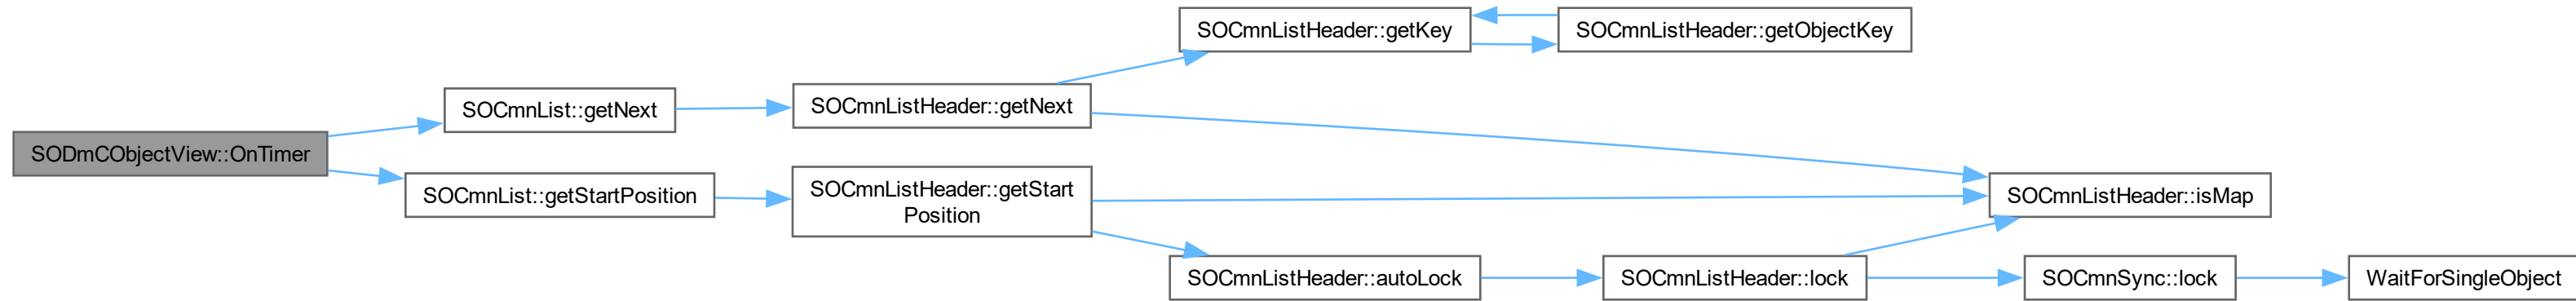 SOCmnListHeader::getKey
SOCmnListHeader::getObjectKey
SOCmnList::getNext
SOCmnListHeader::getNext
SODmCObjectView::OnTimer
SOCmnList::getStartPosition
SOCmnListHeader::getStart
Position
SOCmnListHeader::isMap
SOCmnListHeader::autoLock
SOCmnListHeader::lock
SOCmnSync::lock
WaitForSingleObject